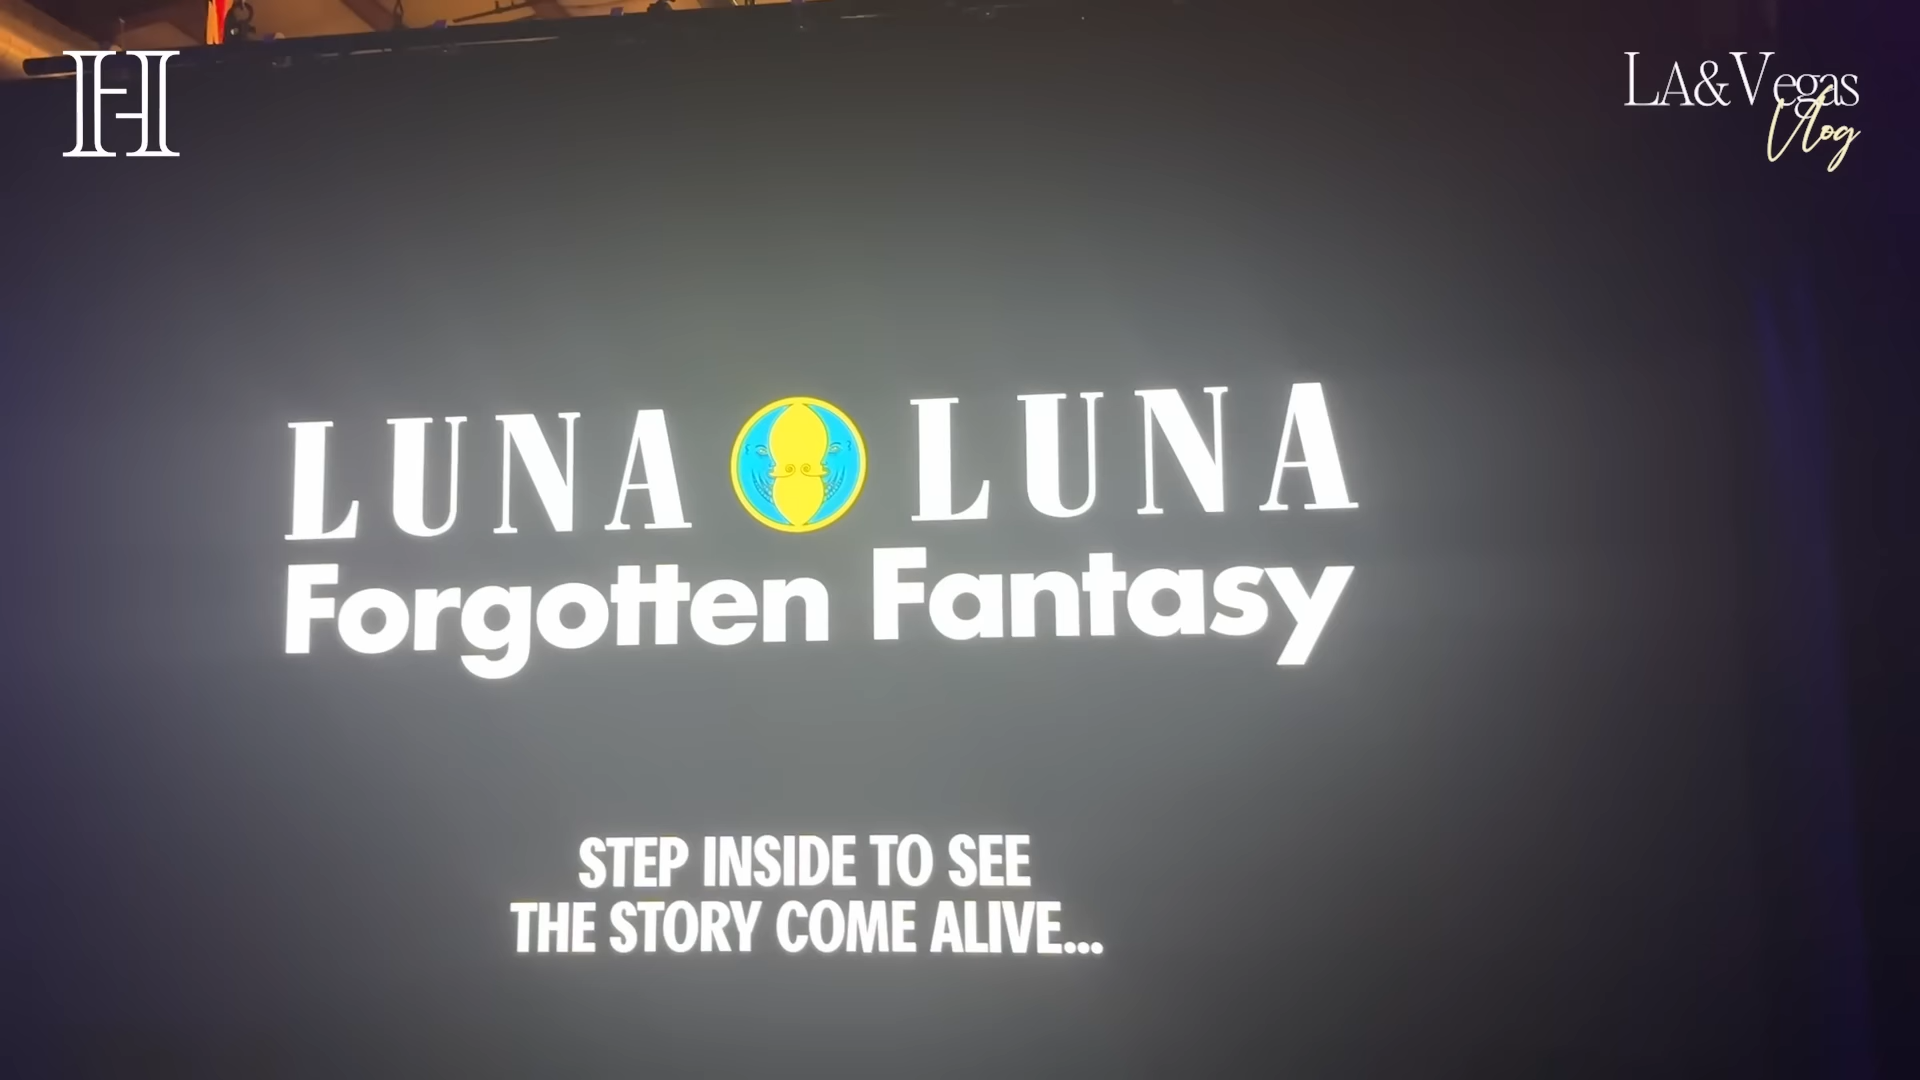 H
LA&Vegas
Vlog
LUNA LUNA
Forgotten Fantasy
STEP INSIDE TO SEE
THE STORY COME ALIVE...